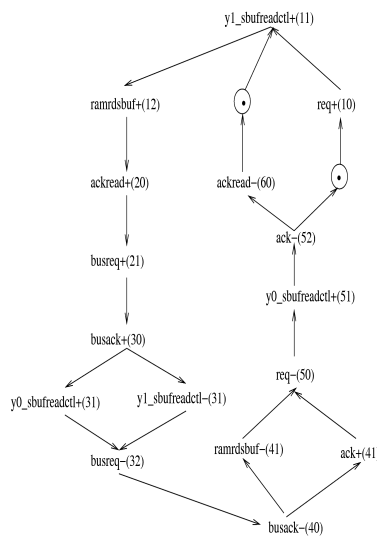 y1_sbufreadctl+(11)
ramrdsbuf+(12)
req+(10)
ackread+(20)
ackread−(60)
ack−(52)
busreq+(21)
y0_sbufreadctl+(51)
busack+(30)
req−(50)
y0_sbufreadctl+(31)
y1_sbufreadctl−(31)
ramrdsbuf−(41)
ack+(41
busreq−(32)
busack−(40)